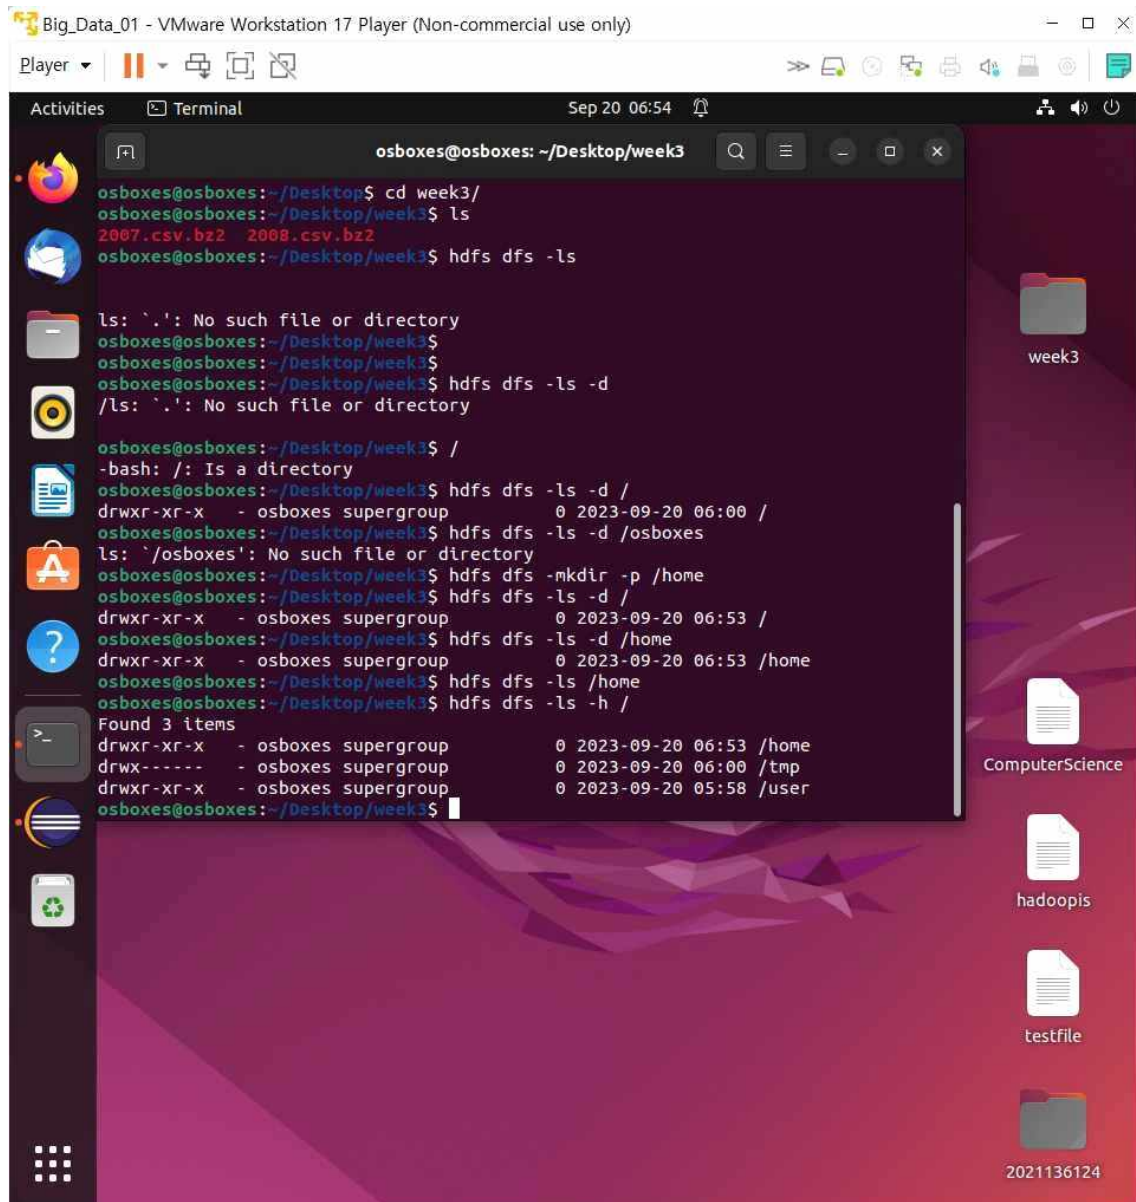 Big_Data_01 - VMware Workstation 17 Player (Non-commercial use only)
Player
Activities Terminal Sep 20 06:54
osboxes@osboxes: ~/Desktop/week3
osboxes@osboxes:~/Desktop$ cd week3/
osboxes@osboxes:~/Desktop/week3$ ls
2007.csv.bz2  2008.csv.bz2
osboxes@osboxes:~/Desktop/week3$ hdfs dfs -ls
ls: `.': No such file or directory
osboxes@osboxes:~/Desktop/week3$
osboxes@osboxes:~/Desktop/week3$
osboxes@osboxes:~/Desktop/week3$ hdfs dfs -ls -d
/ls: `.': No such file or directory
osboxes@osboxes:~/Desktop/week3$ /
-bash: /: Is a directory
osboxes@osboxes:~/Desktop/week3$ hdfs dfs -ls -d /
drwxr-xr-x   - osboxes supergroup          0 2023-09-20 06:00 /
osboxes@osboxes:~/Desktop/week3$ hdfs dfs -ls -d /osboxes
ls: `/osboxes': No such file or directory
osboxes@osboxes:~/Desktop/week3$ hdfs dfs -mkdir -p /home
osboxes@osboxes:~/Desktop/week3$ hdfs dfs -ls -d /
drwxr-xr-x   - osboxes supergroup          0 2023-09-20 06:53 /
osboxes@osboxes:~/Desktop/week3$ hdfs dfs -ls -d /home
drwxr-xr-x   - osboxes supergroup          0 2023-09-20 06:53 /home
osboxes@osboxes:~/Desktop/week3$ hdfs dfs -ls /home
osboxes@osboxes:~/Desktop/week3$ hdfs dfs -ls -h /
Found 3 items
drwxr-xr-x   - osboxes supergroup          0 2023-09-20 06:53 /home
drwx------   - osboxes supergroup          0 2023-09-20 06:00 /tmp
drwxr-xr-x   - osboxes supergroup          0 2023-09-20 05:58 /user
osboxes@osboxes:~/Desktop/week3$
week3
ComputerScience
hadoopis
testfile
2021136124